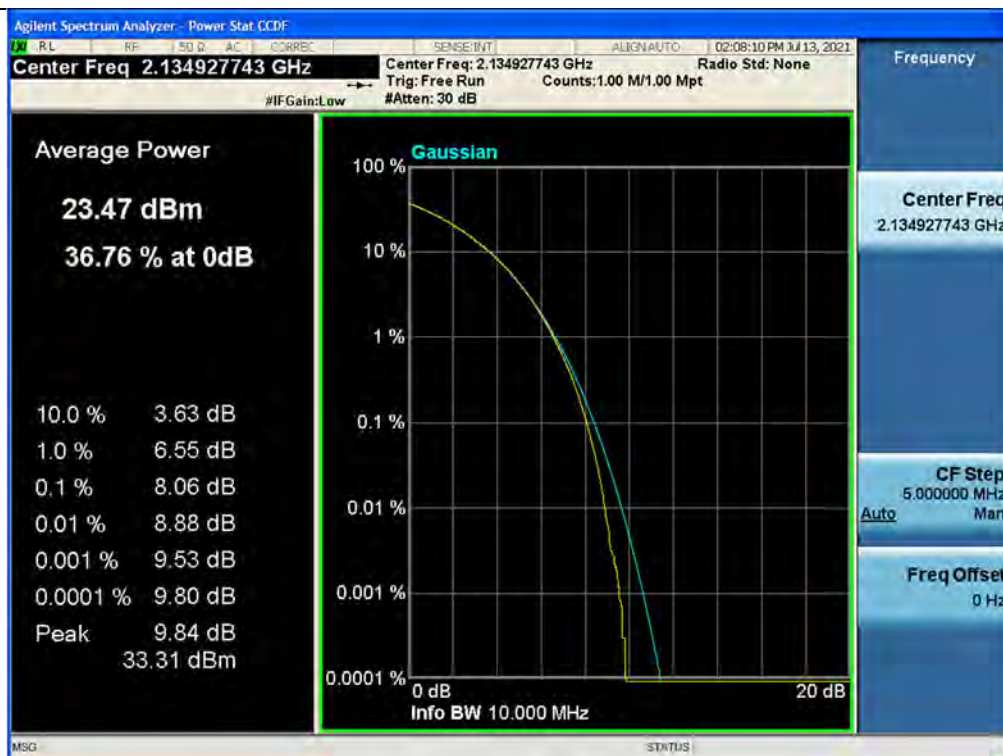 Agilent Spectrum Analyzer - Power Stat CCDF
LXI RL RF 50 Ω AC CORREC SENSE:INT ALIGN AUTO 02:08:10 PM Jul 13, 2021
Center Freq 2.134927743 GHz
Center Freq: 2.134927743 GHz Radio Std: None
Trig: Free Run Counts:1.00 M/1.00 Mpt
#IFGain:Low #Atten: 30 dB
Frequency
Average Power
23.47 dBm
36.76 % at 0dB
10.0 % 3.63 dB
1.0 % 6.55 dB
0.1 % 8.06 dB
0.01 % 8.88 dB
0.001 % 9.53 dB
0.0001 % 9.80 dB
Peak 9.84 dB
33.31 dBm
Gaussian
100 %
10 %
1 %
0.1 %
0.01 %
0.001 %
0.0001 %
0 dB 20 dB
Info BW 10.000 MHz
Center Freq
2.134927743 GHz
CF Step
5.000000 MHz
Auto Man
Freq Offset
0 Hz
MSG STATUS